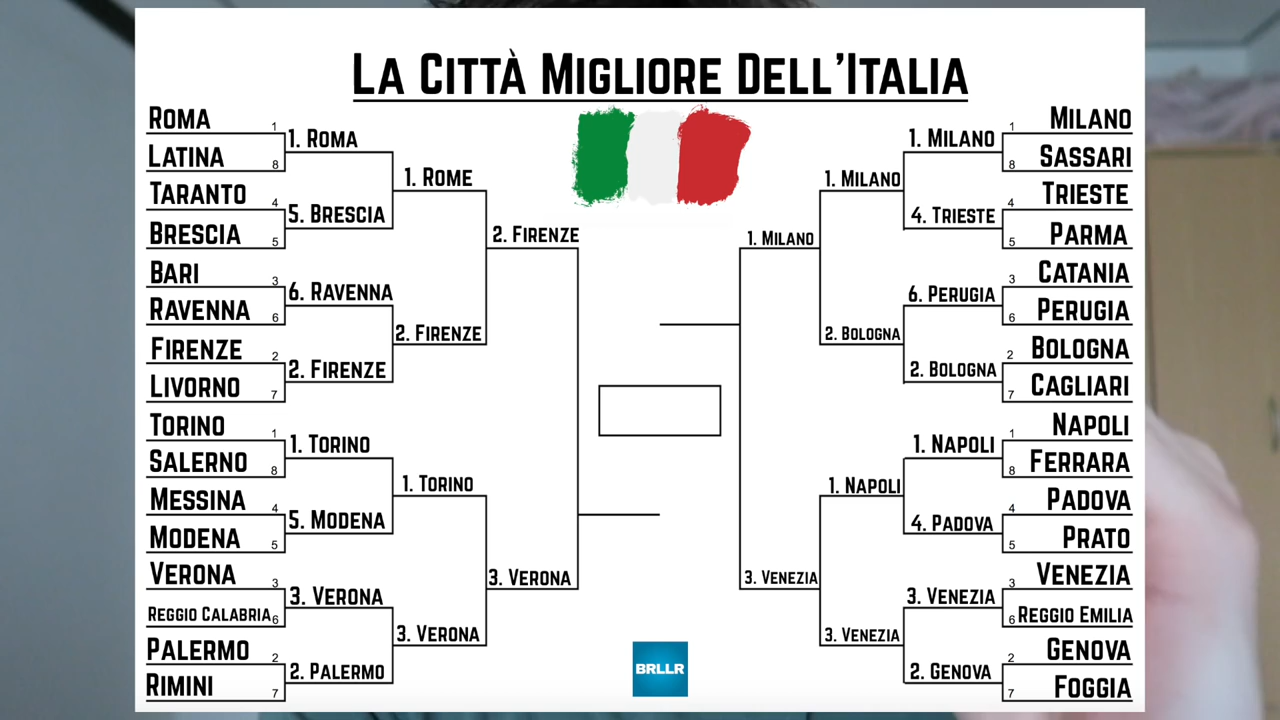 La Città Migliore Dell'Italia
Roma
1
Latina
8
Taranto
4
Brescia
5
Bari
3
Ravenna
6
Firenze
2
Livorno
7
Torino
1
Salerno
8
Messina
4
Modena
5
Verona
3
Reggio Calabria
6
Palermo
2
Rimini
7
1. Roma
5. Brescia
6. Ravenna
2. Firenze
1. Torino
5. Modena
3. Verona
2. Palermo
1. Rome
2. Firenze
1. Torino
3. Verona
2. Firenze
3. Verona
1. Milano
3. Venezia
1. Milano
2. Bologna
1. Napoli
3. Venezia
1. Milano
4. Trieste
6. Perugia
2. Bologna
1. Napoli
4. Padova
3. Venezia
2. Genova
1
Milano
8
Sassari
4
Trieste
5
Parma
3
Catania
6
Perugia
2
Bologna
7
Cagliari
1
Napoli
8
Ferrara
4
Padova
5
Prato
3
Venezia
6
Reggio Emilia
2
Genova
7
Foggia
BRLLR